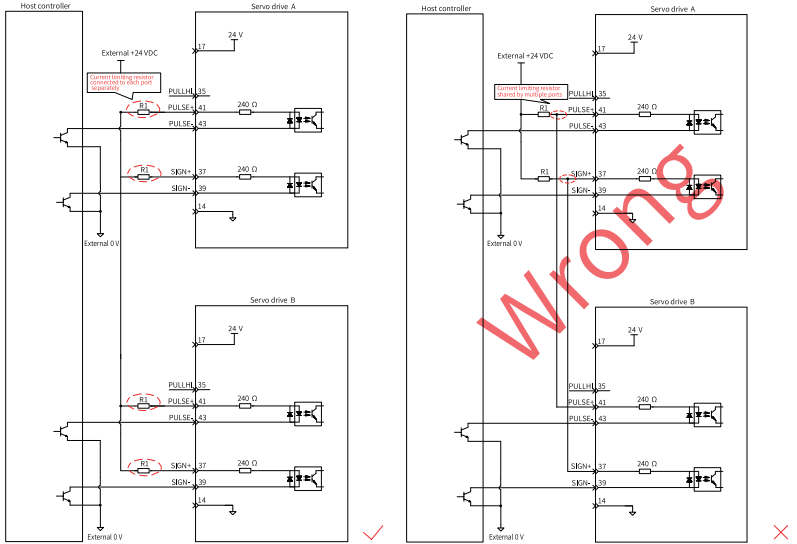 Host controller
Servo drive A
24 V
17
External +24 VDC
Current limiting resistor
connected to each port
separately
PULLHI 35
R1
PULSE+ 41
240 Ω
PULSE- 43
R1
SIGN+ 37
240 Ω
SIGN- 39
14
External 0 V
Servo drive B
24 V
17
PULLHI 35
R1
PULSE+ 41
240 Ω
PULSE- 43
R1
SIGN+ 37
240 Ω
SIGN- 39
14
External 0 V
Host controller
Servo drive A
24 V
17
External +24 VDC
Current limiting resistor
shared by multiple ports
PULLHI 35
R1
PULSE+ 41
240 Ω
PULSE- 43
R1
SIGN+ 37
240 Ω
SIGN- 39
14
External 0 V
Wrong
Servo drive B
24 V
17
PULLHI 35
PULSE+ 41
240 Ω
PULSE- 43
SIGN+ 37
240 Ω
SIGN- 39
14
External 0 V